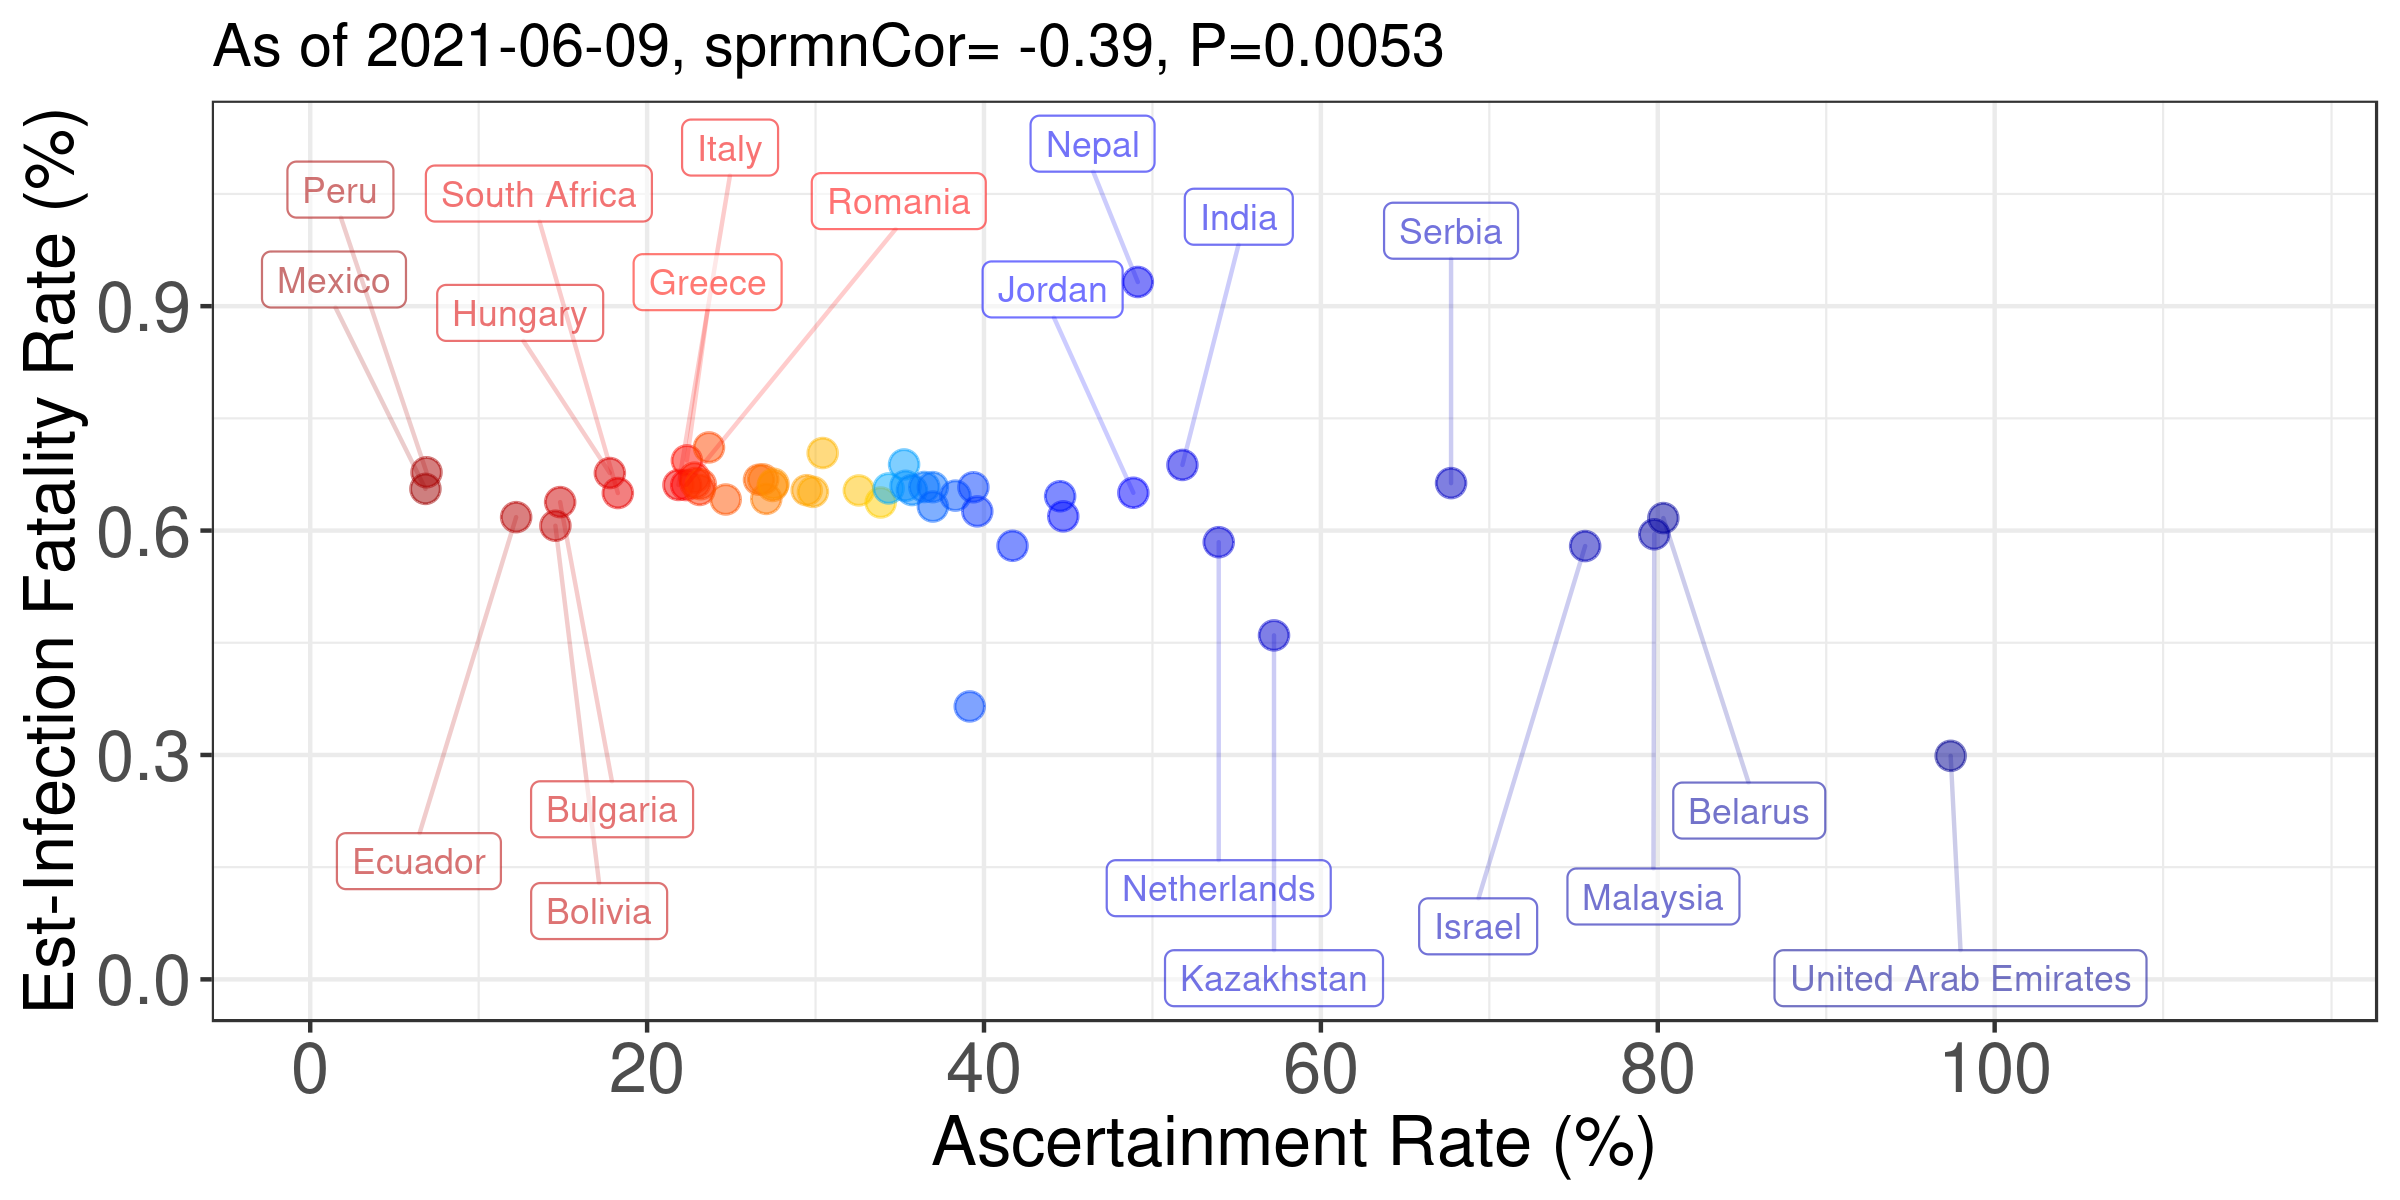 As of 2021-06-09, sprmnCor= -0.39, P=0.0053
Est-Infection Fatality Rate (%)
0.9
0.6
0.3
0.0
Italy
Nepal
Peru
South Africa
Romania
India
Serbia
Mexico
Greece
Jordan
Hungary
Bulgaria
Belarus
Ecuador
Netherlands
Malaysia
Bolivia
Israel
Kazakhstan
United Arab Emirates
0 20 40 60 80 100
Ascertainment Rate (%)